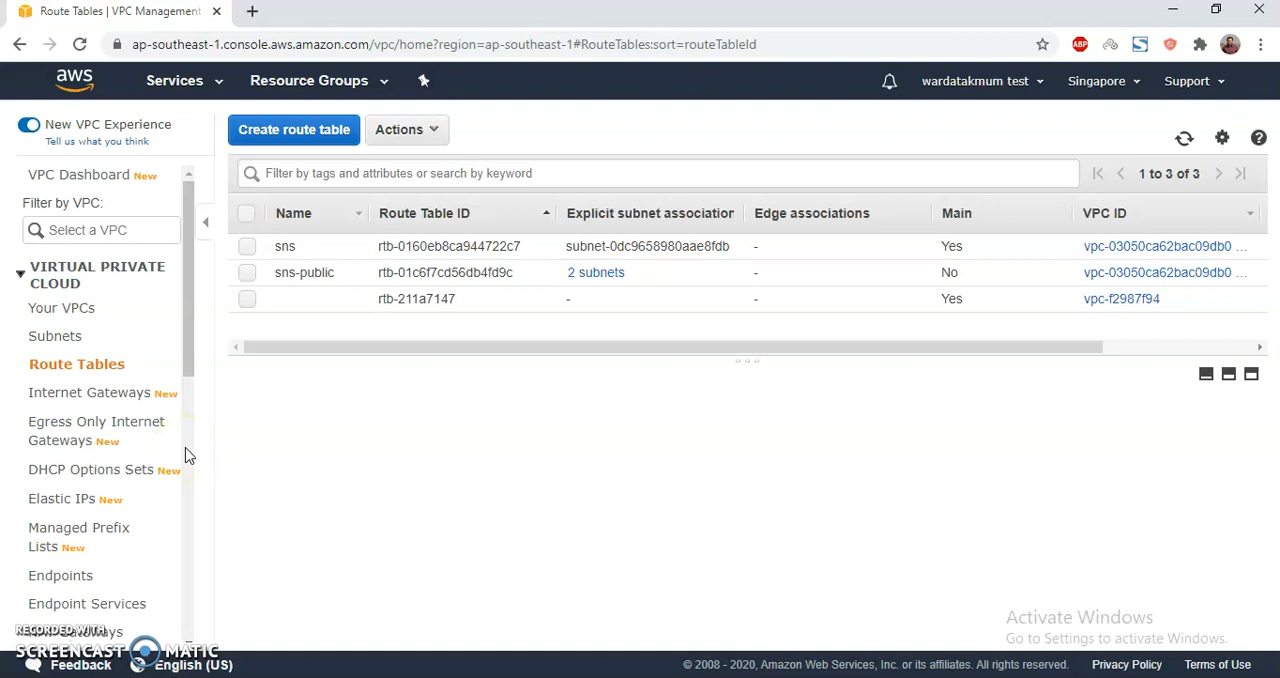 Route Tables | VPC Management
ap-southeast-1.console.aws.amazon.com/vpc/home?region=ap-southeast-1#RouteTables:sort=routeTableId
ABP
aws Services Resource Groups wardatakmum test Singapore Support
New VPC Experience
Tell us what you think
VPC Dashboard New
Filter by VPC:
Select a VPC
VIRTUAL PRIVATE
CLOUD
Your VPCs
Subnets
Route Tables
Internet Gateways New
Egress Only Internet
Gateways New
DHCP Options Sets New
Elastic IPs New
Managed Prefix
Lists New
Endpoints
Endpoint Services
Create route table Actions
Filter by tags and attributes or search by keyword
1 to 3 of 3
Name Route Table ID Explicit subnet association Edge associations Main VPC ID
sns rtb-0160eb8ca944722c7 subnet-0dc9658980aae8fdb - Yes vpc-03050ca62bac09db0 ...
sns-public rtb-01c6f7cd56db4fd9c 2 subnets - No vpc-03050ca62bac09db0 ...
rtb-211a7147 - - Yes vpc-f2987f94
Activate Windows
Go to Settings to activate Windows.
RECORDED WITH
SCREENCAST MATIC
Feedback English (US)
© 2008 - 2020, Amazon Web Services, Inc. or its affiliates. All rights reserved. Privacy Policy Terms of Use